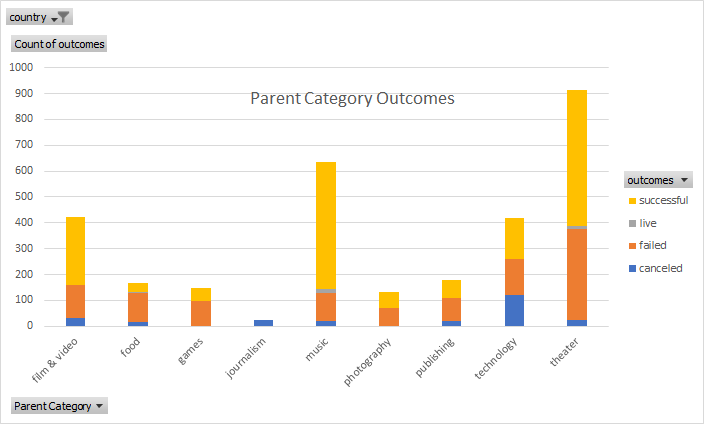 country
Count of outcomes
Parent Category Outcomes
1000
900
800
700
600
500
400
300
200
100
0
film & video
food
games
journalism
music
photography
publishing
technology
theater
outcomes
successful
live
failed
canceled
Parent Category